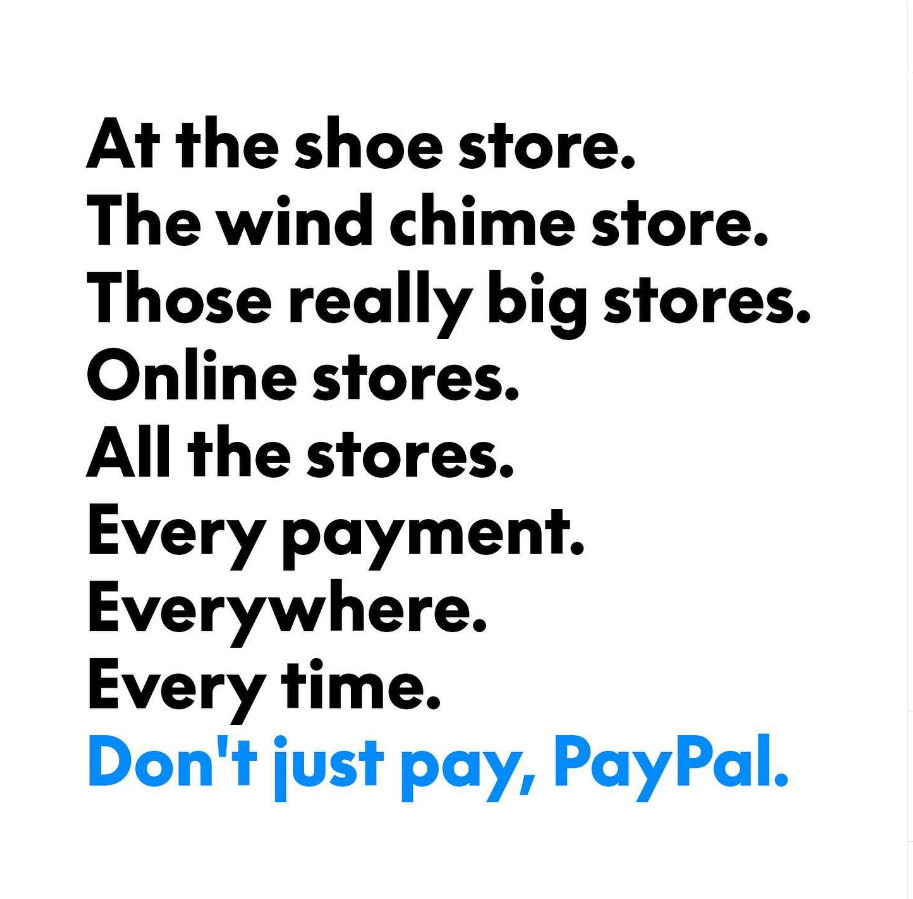 At the shoe store.
The wind chime store.
Those really big stores.
Online stores.
All the stores.
Every payment.
Everywhere.
Every time.
Don't just pay, PayPal.